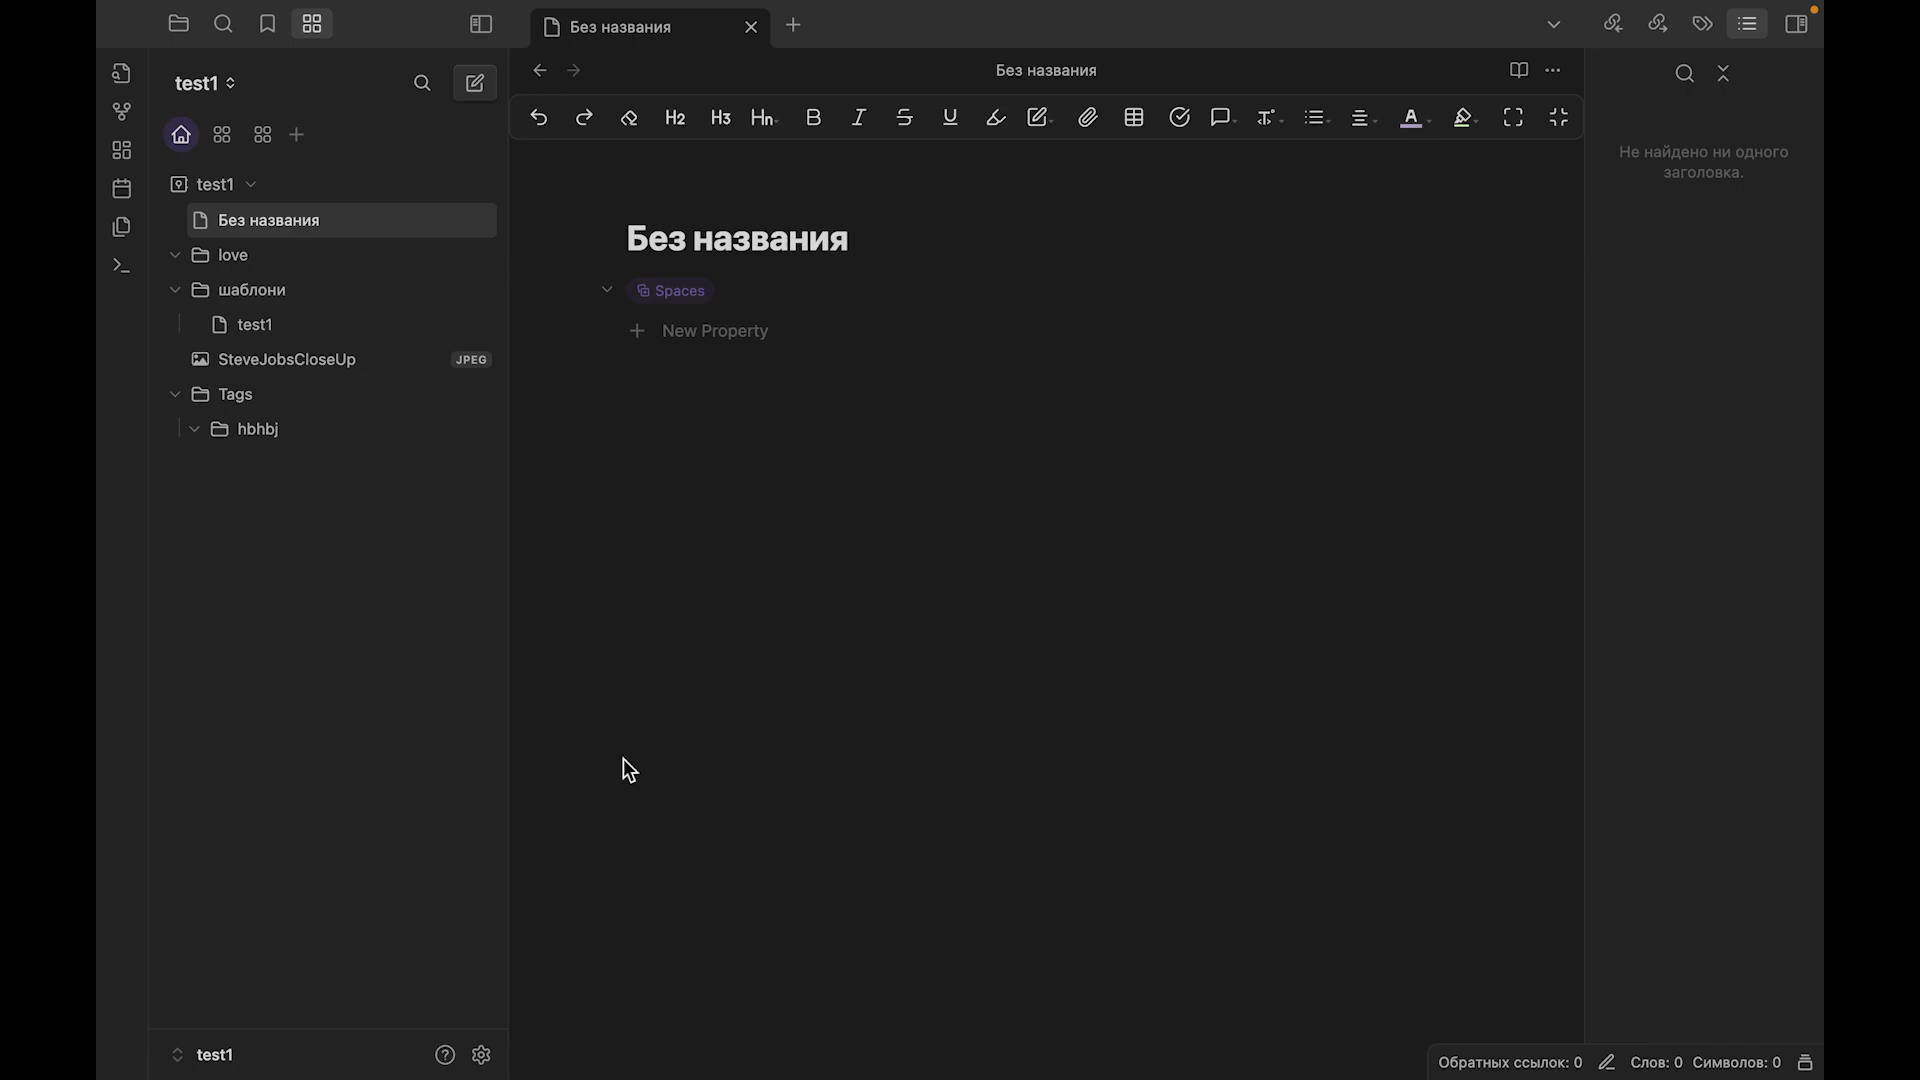 Без названия
test1
Без названия
H2 H3 Hn B I S U A
Не найдено ни одного
заголовка.
test1
Без названия
love
шаблони
test1
SteveJobsCloseUp JPEG
Tags
hbhbj
Без названия
Spaces
New Property
test1
Обратных ссылок: 0 Слов: 0 Символов: 0